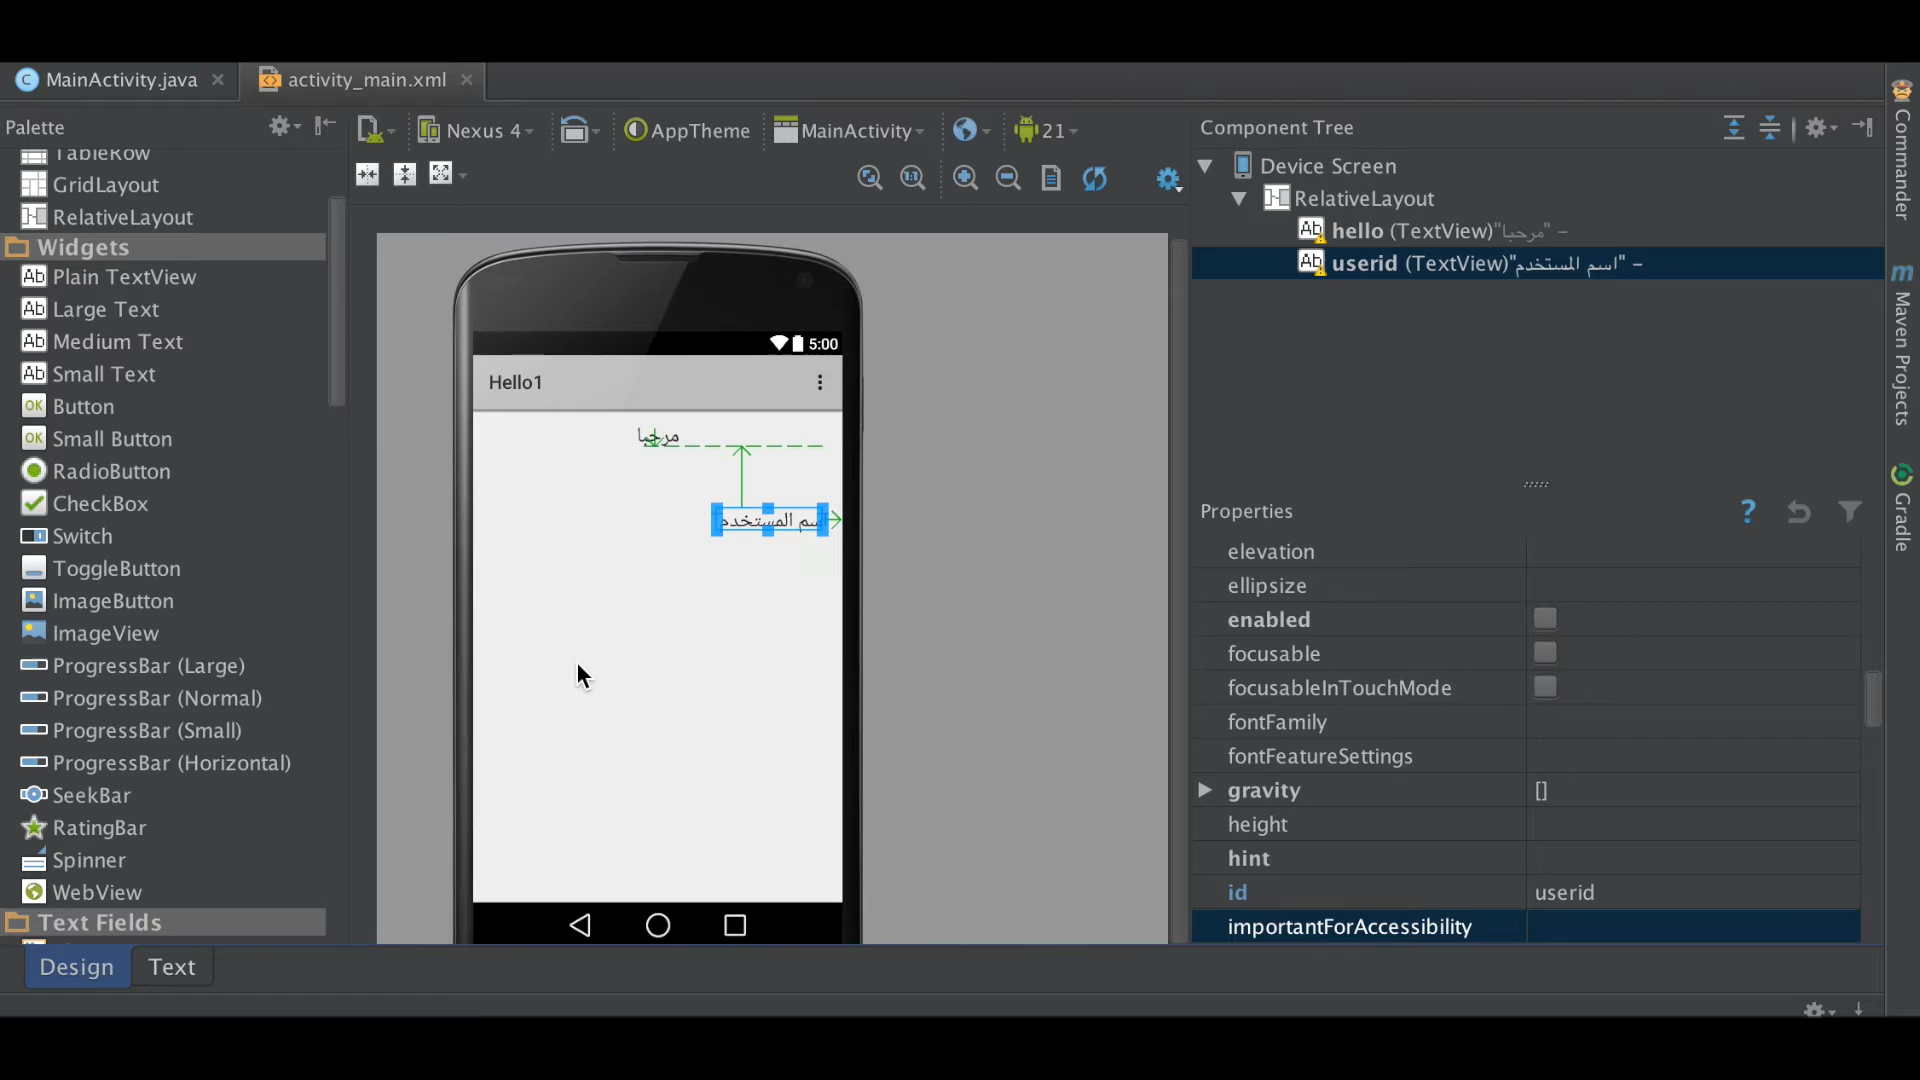 MainActivity.java
activity_main.xml
Palette
Nexus 4
AppTheme
MainActivity
21
Component Tree
TableRow
GridLayout
RelativeLayout
Widgets
Plain TextView
Large Text
Medium Text
Small Text
Button
Small Button
RadioButton
CheckBox
Switch
ToggleButton
ImageButton
ImageView
ProgressBar (Large)
ProgressBar (Normal)
ProgressBar (Small)
ProgressBar (Horizontal)
SeekBar
RatingBar
Spinner
WebView
Text Fields
Design
Text
5:00
Hello1
مرحبا
اسم المستخدم
Device Screen
RelativeLayout
hello (TextView) – "مرحبا"
userid (TextView) – "اسم المستخدم"
Properties
elevation
ellipsize
enabled
focusable
focusableInTouchMode
fontFamily
fontFeatureSettings
gravity []
height
hint
id userid
importantForAccessibility
Commander
Maven Projects
Gradle